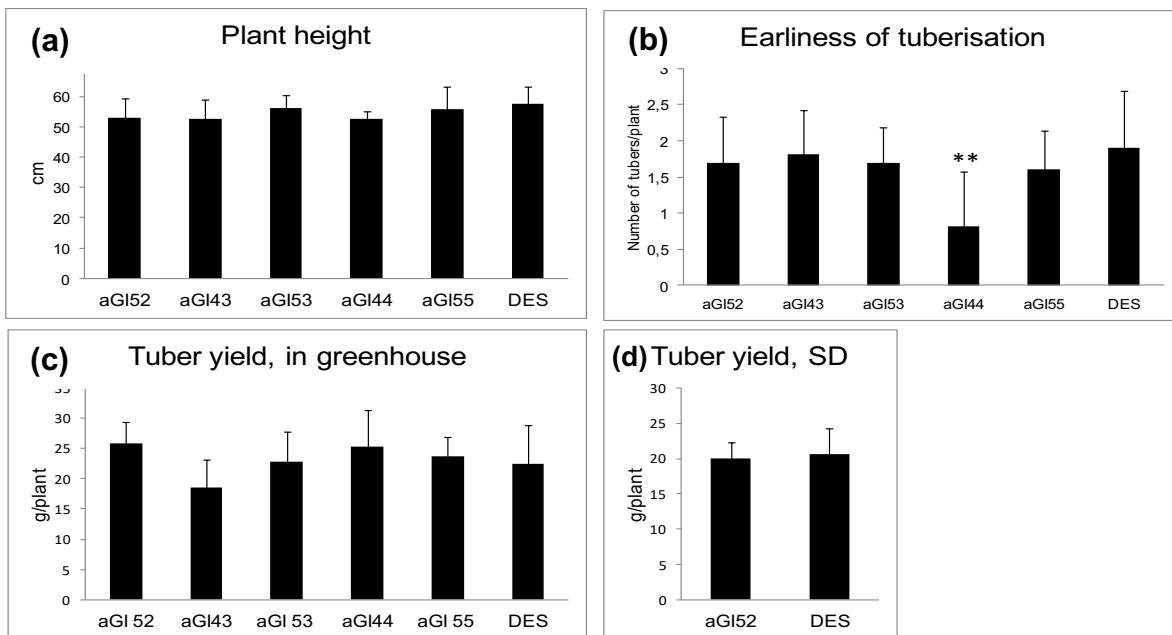 (a) Plant height
60
50
40
30
20
10
0
cm
aGI52 aGI43 aGI53 aGI44 aGI55 DES
(b) Earliness of tuberisation
3
2,5
2
1,5
1
0,5
0
Number of tubers/plant
**
aGI52 aGI43 aGI53 aGI44 aGI55 DES
(c) Tuber yield, in greenhouse
35
30
25
20
15
10
5
0
g/plant
aGI 52 aGI43 aGI 53 aGI44 aGI 55 DES
(d) Tuber yield, SD
30
25
20
15
10
5
0
g/plant
aGI52 DES